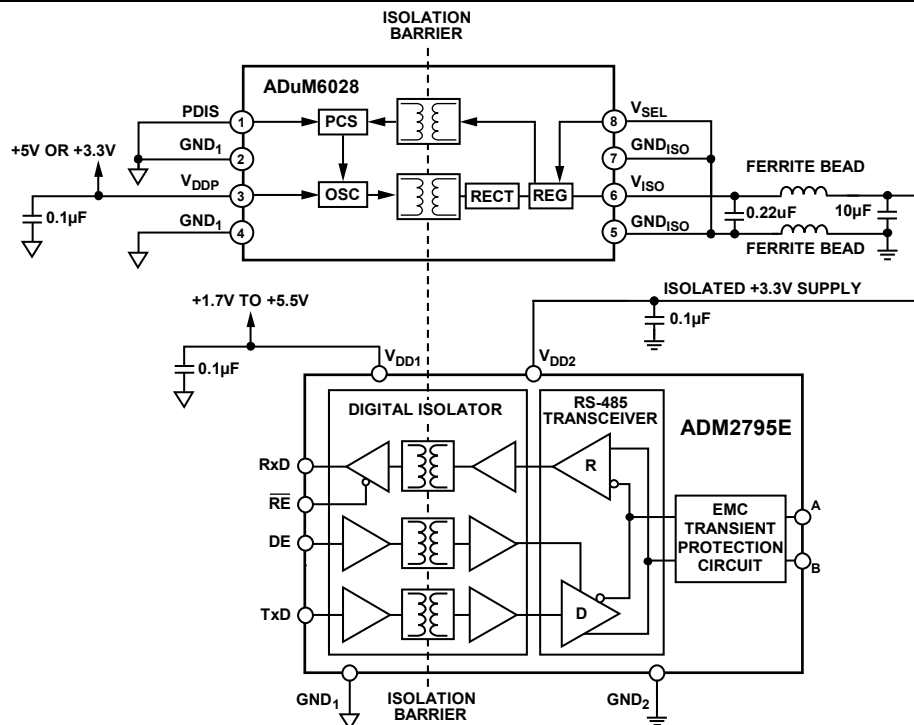 ISOLATION
BARRIER
ADuM6028
PDIS
1
PCS
8
VSEL
+5V OR +3.3V
GND1
2
7
GNDISO
FERRITE BEAD
VDDP
3
OSC
RECT
REG
6
VISO
0.1µF
0.22uF
10µF
GND1
4
5
GNDISO
FERRITE BEAD
+1.7V TO +5.5V
ISOLATED +3.3V SUPPLY
0.1µF
0.1µF
VDD1
VDD2
DIGITAL ISOLATOR
RS-485
TRANSCEIVER
ADM2795E
RxD
R
RE
EMC
TRANSIENT
PROTECTION
CIRCUIT
A
B
DE
TxD
D
GND1
ISOLATION
BARRIER
GND2